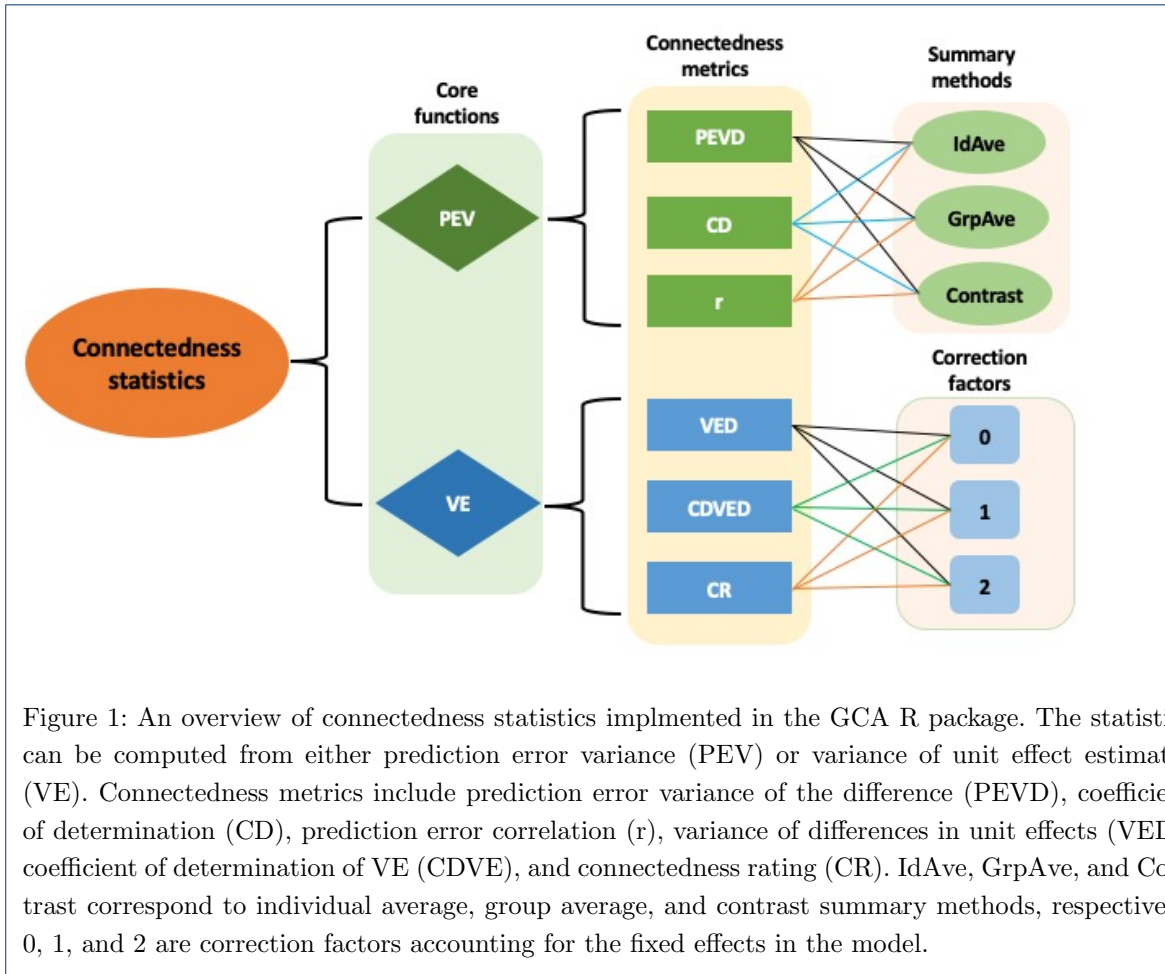 Connectedness
metrics
Summary
methods
Core
functions
PEVD
IdAve
PEV
CD
GrpAve
r
Contrast
Connectedness
statistics
Correction
factors
VED
0
VE
CDVED
1
CR
2
Figure 1: An overview of connectedness statistics implmented in the GCA R package. The statisti
can be computed from either prediction error variance (PEV) or variance of unit effect estimat
(VE). Connectedness metrics include prediction error variance of the difference (PEVD), coefficie
of determination (CD), prediction error correlation (r), variance of differences in unit effects (VED
coefficient of determination of VE (CDVE), and connectedness rating (CR). IdAve, GrpAve, and Co
trast correspond to individual average, group average, and contrast summary methods, respective
0, 1, and 2 are correction factors accounting for the fixed effects in the model.